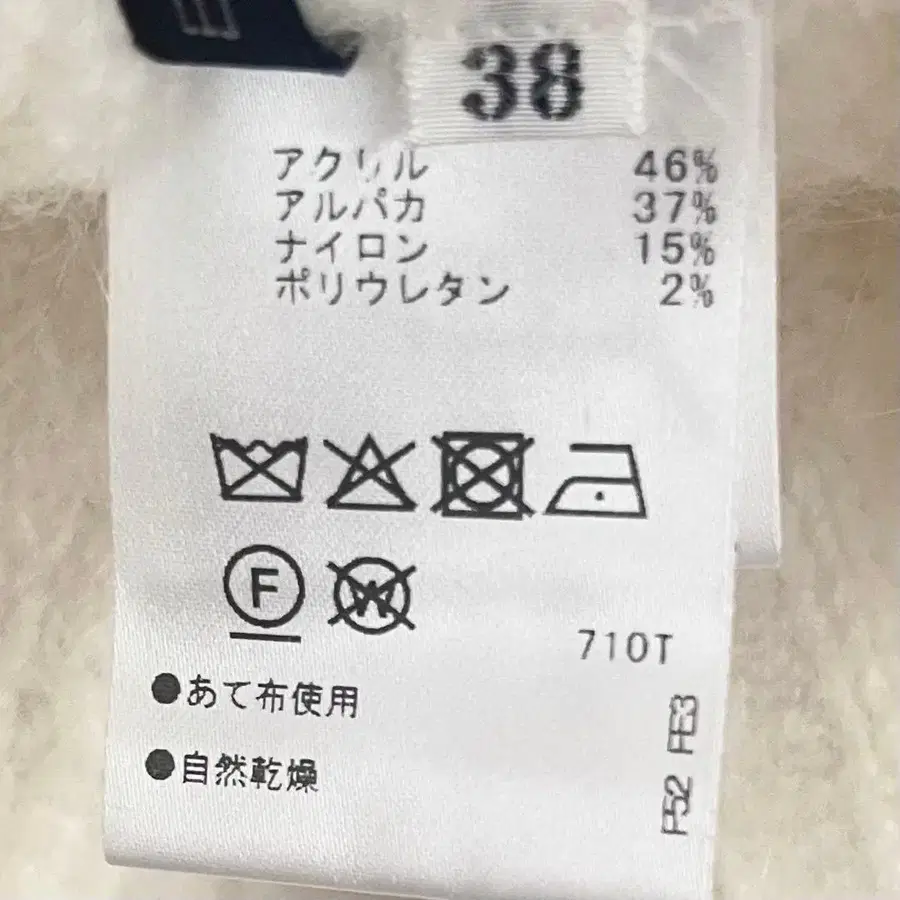 38
アクリル 46%
アルパカ 37%
ナイロン 15%
ポリウレタン 2%
F W
710T
●あて布使用
●自然乾燥
F52 FE3